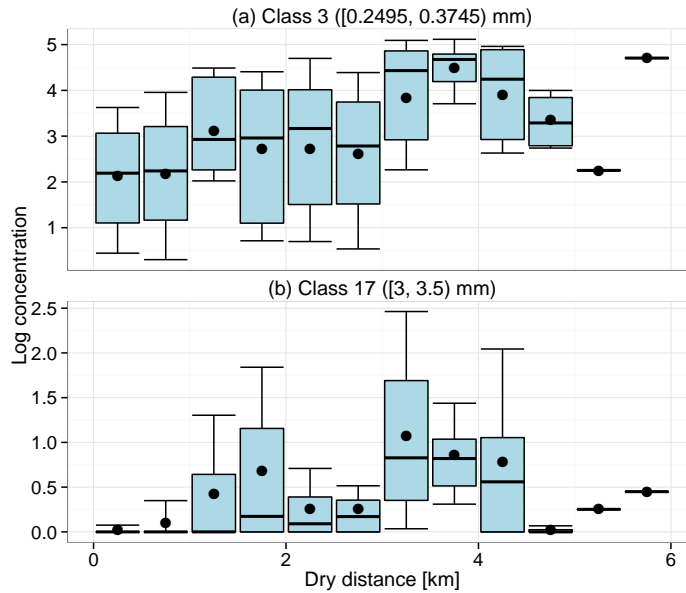 (a) Class 3 ([0.2495, 0.3745) mm)
5
4
3
2
1
Log concentration
(b) Class 17 ([3, 3.5) mm)
2.5
2.0
1.5
1.0
0.5
0.0
0 2 4 6
Dry distance [km]